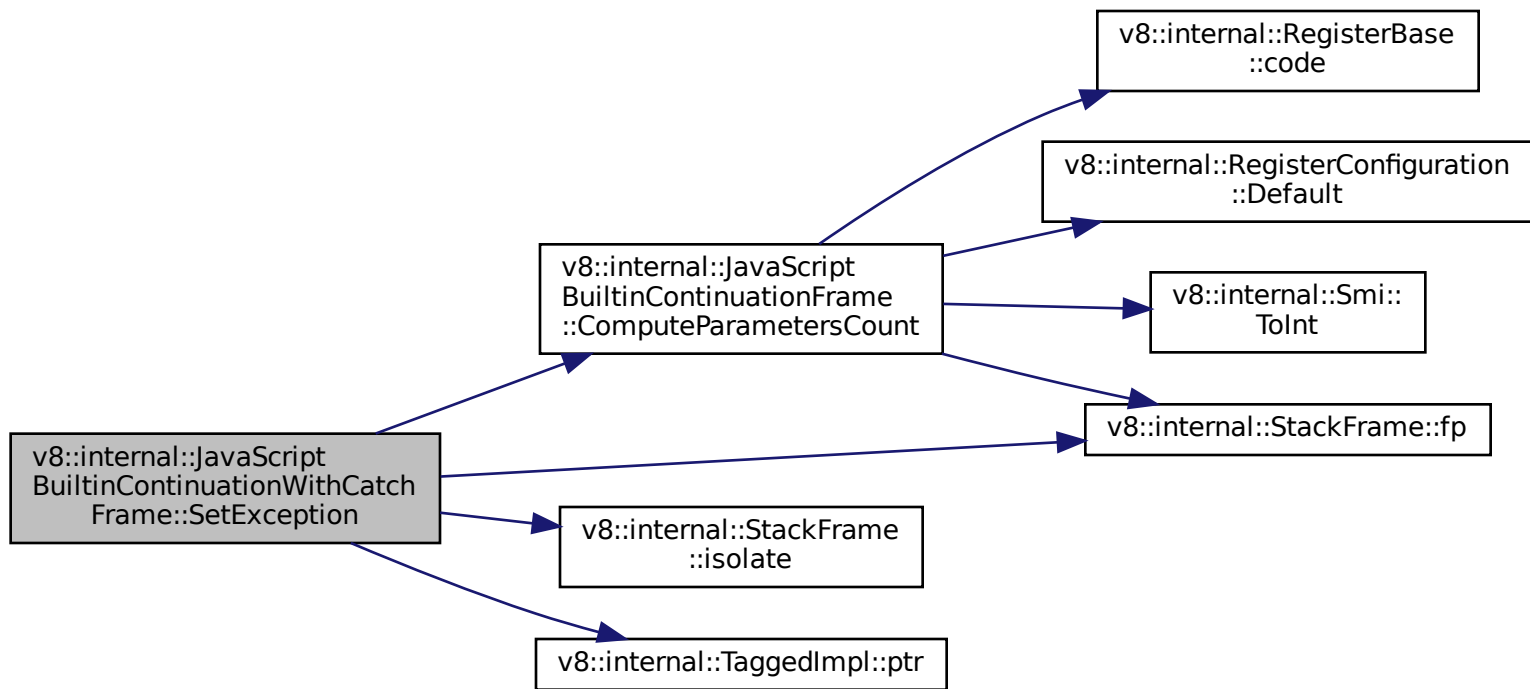 v8::internal::JavaScript
BuiltinContinuationWithCatch
Frame::SetException
v8::internal::JavaScript
BuiltinContinuationFrame
::ComputeParametersCount
v8::internal::RegisterBase
::code
v8::internal::RegisterConfiguration
::Default
v8::internal::Smi::
ToInt
v8::internal::StackFrame::fp
v8::internal::StackFrame
::isolate
v8::internal::TaggedImpl::ptr